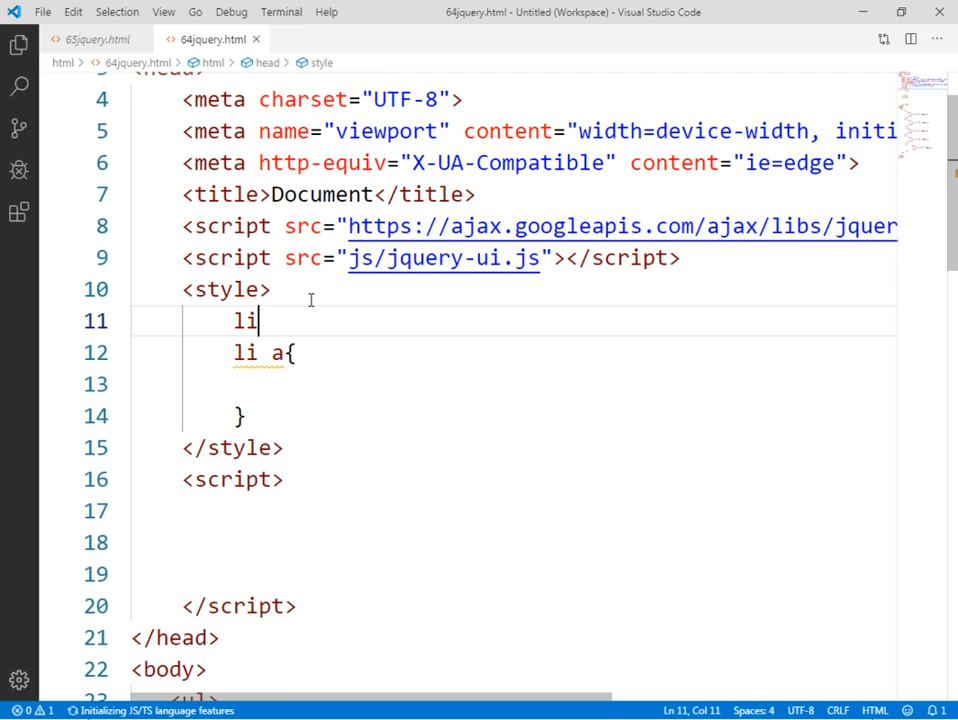 File Edit Selection View Go Debug Terminal Help 64jquery.html - Untitled (Workspace) - Visual Studio Code
65jquery.html 64jquery.html
html > 64jquery.html > html > head > style
4 <meta charset="UTF-8">
5 <meta name="viewport" content="width=device-width, initi
6 <meta http-equiv="X-UA-Compatible" content="ie=edge">
7 <title>Document</title>
8 <script src="https://ajax.googleapis.com/ajax/libs/jquer
9 <script src="js/jquery-ui.js"></script>
10 <style>
11 li
12 li a{
13
14 }
15 </style>
16 <script>
17
18
19
20 </script>
21 </head>
22 <body>
0 1 Initializing JS/TS language features Ln 11, Col 11 Spaces: 4 UTF-8 CRLF HTML 1